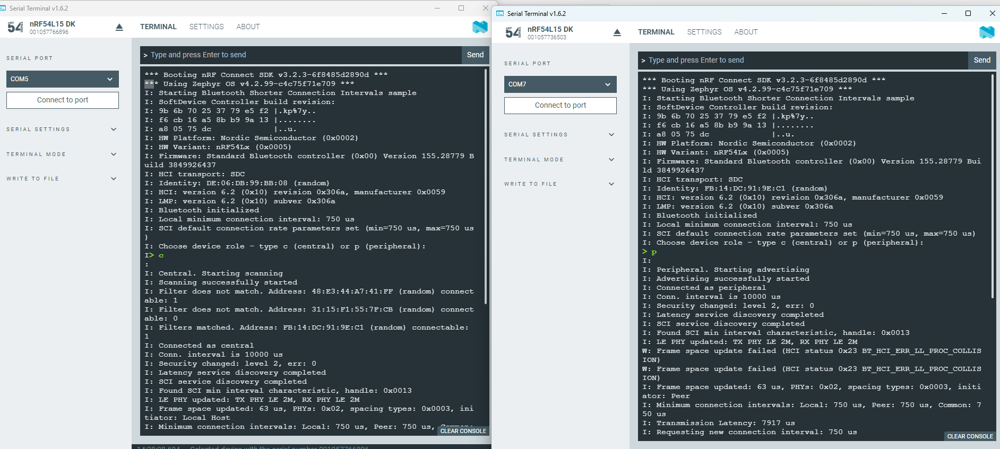 Serial Terminal v1.6.2
nRF54L15 DK
001057766896
TERMINAL SETTINGS ABOUT
SERIAL PORT
COM5
Connect to port
SERIAL SETTINGS
TERMINAL MODE
WRITE TO FILE
> Type and press Enter to send
Send
*** Booting nRF Connect SDK v3.2.3-6f8485d2890d ***
*** Using Zephyr OS v4.2.99-c4c75f71e709 ***
I: Starting Bluetooth Shorter Connection Intervals sample
I: SoftDevice Controller build revision:
I: 9b 6b 70 25 37 79 e5 f2 |.kp%7y..
I: f6 cb 16 a5 8b b9 9a 13 |........
I: a8 05 75 dc |..u.
I: HW Platform: Nordic Semiconductor (0x0002)
I: HW Variant: nRF54Lx (0x0005)
I: Firmware: Standard Bluetooth controller (0x00) Version 155.28779 B
uild 3849926437
I: HCI transport: SDC
I: Identity: DE:06:DB:99:BB:08 (random)
I: HCI: version 6.2 (0x10) revision 0x306a, manufacturer 0x0059
I: LMP: version 6.2 (0x10) subver 0x306a
I: Bluetooth initialized
I: Local minimum connection interval: 750 us
I: SCI default connection rate parameters set (min=750 us, max=750 us
)
I: Choose device role - type c (central) or p (peripheral):
I> c
:
I: Central. Starting scanning
I: Scanning successfully started
I: Filter does not match. Address: 48:E3:44:A7:41:FF (random) connect
able: 1
I: Filter does not match. Address: 31:15:F1:55:7F:CB (random) connect
able: 0
I: Filters matched. Address: FB:14:DC:91:9E:C1 (random) connectable:
1
I: Connected as central
I: Conn. interval is 10000 us
I: Security changed: level 2, err: 0
I: Latency service discovery completed
I: SCI service discovery completed
I: Found SCI min interval characteristic, handle: 0x0013
I: LE PHY updated: TX PHY LE 2M, RX PHY LE 2M
I: Frame space updated: 63 us, PHYs: 0x02, spacing types: 0x0003, ini
tiator: Local Host
I: Minimum connection intervals: Local: 750 us, Peer: 750 us,
CLEAR CONSOLE
Selected device with the serial number 001057766896
Serial Terminal v1.6.2
nRF54L15 DK
001057736503
TERMINAL SETTINGS ABOUT
SERIAL PORT
COM7
Connect to port
SERIAL SETTINGS
TERMINAL MODE
WRITE TO FILE
> Type and press Enter to send
Send
*** Booting nRF Connect SDK v3.2.3-6f8485d2890d ***
*** Using Zephyr OS v4.2.99-c4c75f71e709 ***
I: Starting Bluetooth Shorter Connection Intervals sample
I: SoftDevice Controller build revision:
I: 9b 6b 70 25 37 79 e5 f2 |.kp%7y..
I: f6 cb 16 a5 8b b9 9a 13 |........
I: a8 05 75 dc |..u.
I: HW Platform: Nordic Semiconductor (0x0002)
I: HW Variant: nRF54Lx (0x0005)
I: Firmware: Standard Bluetooth controller (0x00) Version 155.28779 Bui
ld 3849926437
I: HCI transport: SDC
I: Identity: FB:14:DC:91:9E:C1 (random)
I: HCI: version 6.2 (0x10) revision 0x306a, manufacturer 0x0059
I: LMP: version 6.2 (0x10) subver 0x306a
I: Bluetooth initialized
I: Local minimum connection interval: 750 us
I: SCI default connection rate parameters set (min=750 us, max=750 us)
I: Choose device role - type c (central) or p (peripheral):
> p
I:
I: Peripheral. Starting advertising
I: Advertising successfully started
I: Connected as peripheral
I: Conn. interval is 10000 us
I: Security changed: level 2, err: 0
I: Latency service discovery completed
I: SCI service discovery completed
I: Found SCI min interval characteristic, handle: 0x0013
I: LE PHY updated: TX PHY LE 2M, RX PHY LE 2M
W: Frame space update failed (HCI status 0x23 BT_HCI_ERR_LL_PROC_COLLIS
ION)
W: Frame space update failed (HCI status 0x23 BT_HCI_ERR_LL_PROC_COLLIS
ION)
I: Frame space updated: 63 us, PHYs: 0x02, spacing types: 0x0003, initi
ator: Peer
I: Minimum connection intervals: Local: 750 us, Peer: 750 us, Common: 7
50 us
I: Transmission Latency: 7917 us
I: Requesting new connection interval: 750 us
CLEAR CONSOLE